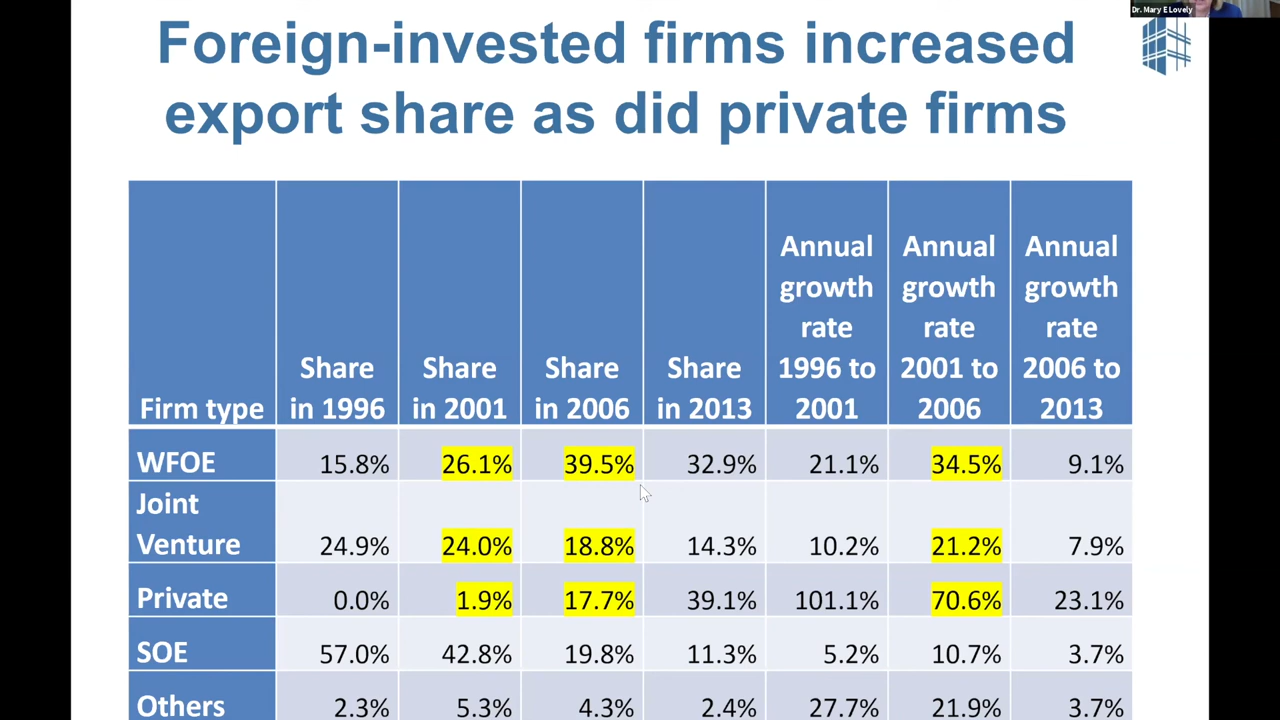 Dr. Mary E Lovely
Foreign-invested firms increased
export share as did private firms
Firm type
Share
in 1996
Share
in 2001
Share
in 2006
Share
in 2013
Annual
growth
rate
1996 to
2001
Annual
growth
rate
2001 to
2006
Annual
growth
rate
2006 to
2013
WFOE 15.8% 26.1% 39.5% 32.9% 21.1% 34.5% 9.1%
Joint
Venture 24.9% 24.0% 18.8% 14.3% 10.2% 21.2% 7.9%
Private 0.0% 1.9% 17.7% 39.1% 101.1% 70.6% 23.1%
SOE 57.0% 42.8% 19.8% 11.3% 5.2% 10.7% 3.7%
Others 2.3% 5.3% 4.3% 2.4% 27.7% 21.9% 3.7%